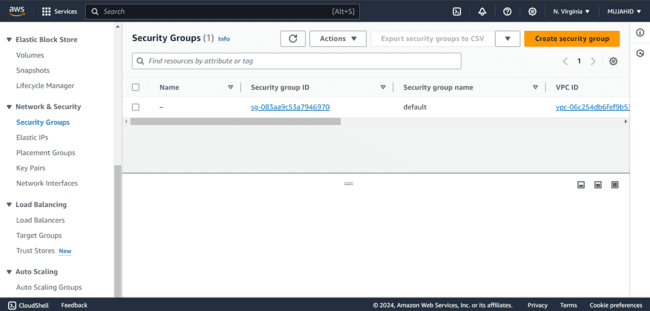 aws Services Search [Alt+S] N. Virginia MUJAHID
Elastic Block Store
Volumes
Snapshots
Lifecycle Manager
Network & Security
Security Groups
Elastic IPs
Placement Groups
Key Pairs
Network Interfaces
Load Balancing
Load Balancers
Target Groups
Trust Stores New
Auto Scaling
Auto Scaling Groups
Security Groups (1) Info Actions Export security groups to CSV Create security group
Find resources by attribute or tag 1
Name Security group ID Security group name VPC ID
– sg-083aa9c53a7946970 default vpc-06c254db6fef9b5
CloudShell Feedback © 2024, Amazon Web Services, Inc. or its affiliates. Privacy Terms Cookie preferences